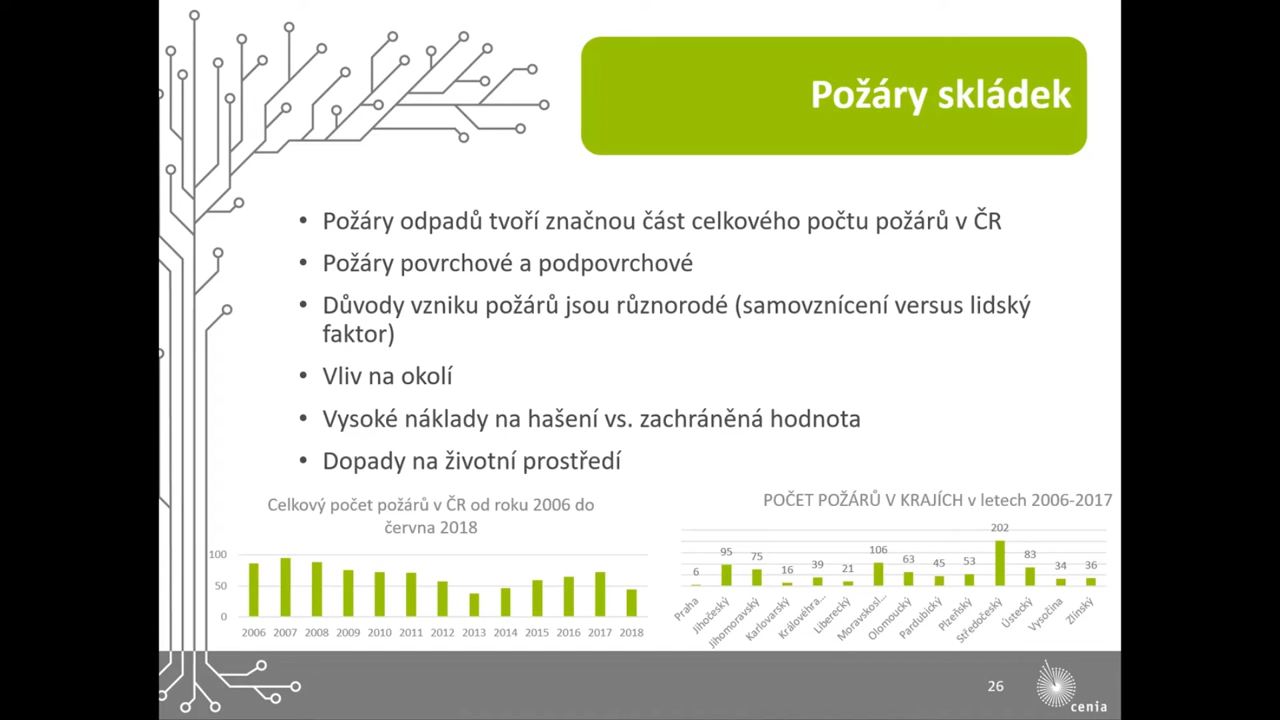 Požáry skládek
• Požáry odpadů tvoří značnou část celkového počtu požárů v ČR
• Požáry povrchové a podpovrchové
• Důvody vzniku požárů jsou různorodé (samovznícení versus lidský
faktor)
• Vliv na okolí
• Vysoké náklady na hašení vs. zachráněná hodnota
• Dopady na životní prostředí
Celkový počet požárů v ČR od roku 2006 do
června 2018
100
50
0
2006 2007 2008 2009 2010 2011 2012 2013 2014 2015 2016 2017 2018
POČET POŽÁRŮ V KRAJÍCH v letech 2006-2017
6 95 75 16 39 21 106 63 45 53 202 83 34 36
Praha Jihočeský Jihomoravský Karlovarský Královéhra... Liberecký Moravskosl... Olomoucký Pardubický Plzeňský Středočeský Ústecký Vysočina Zlínský
26
cenia